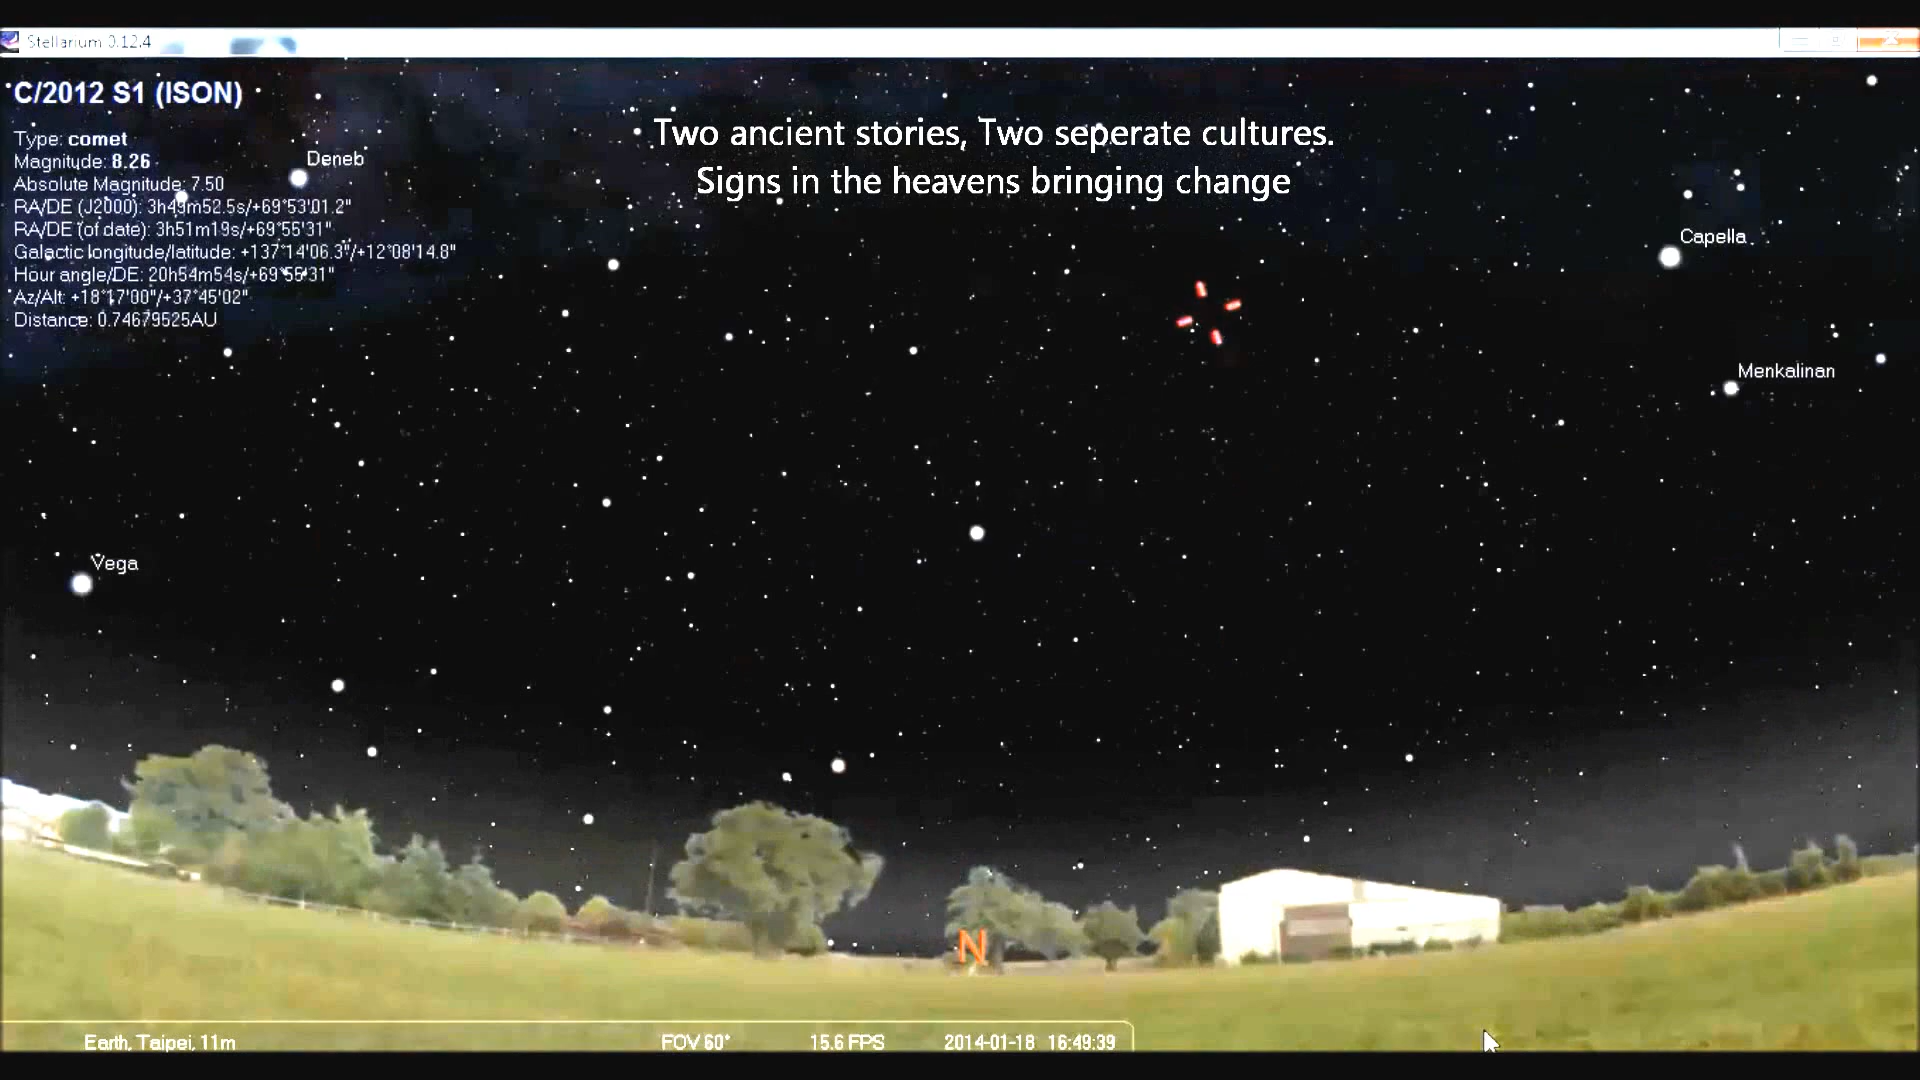 Stellarium 0.12.4
C/2012 S1 (ISON)
Type: comet
Magnitude: 8.26
Absolute Magnitude: 7.50
RA/DE (J2000): 3h49m52.5s/+69°53'01.2"
RA/DE (of date): 3h51m19s/+69°55'31"
Galactic longitude/latitude: +137°14'06.3"/+12°08'14.8"
Hour angle/DE: 20h54m54s/+69°55'31"
Az/Alt: +18°17'00"/+37°45'02"
Distance: 0.74679525AU
Two ancient stories, Two seperate cultures.
Signs in the heavens bringing change
Deneb
Capella
Menkalinan
Vega
N
Earth, Taipei, 11m FOV 60° 15.6 FPS 2014-01-18 16:49:39